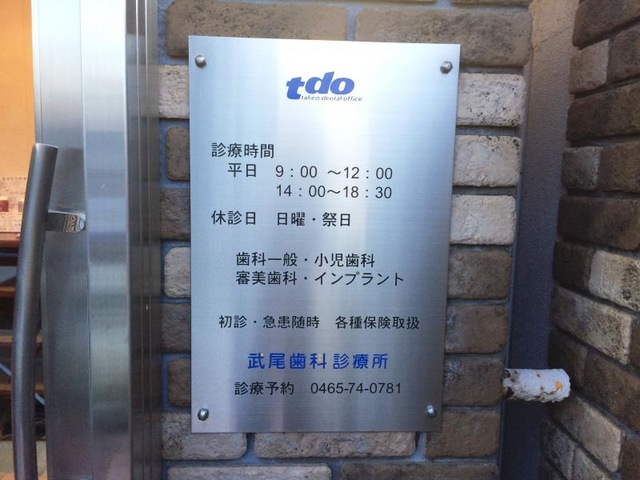 tdo
takeo dental office
診療時間
平日 9：00 ～12：00
14：00～18：30
休診日 日曜・祭日
歯科一般・小児歯科
審美歯科・インプラント
初診・急患随時 各種保険取扱
武尾歯科診療所
診療予約 0465-74-0781